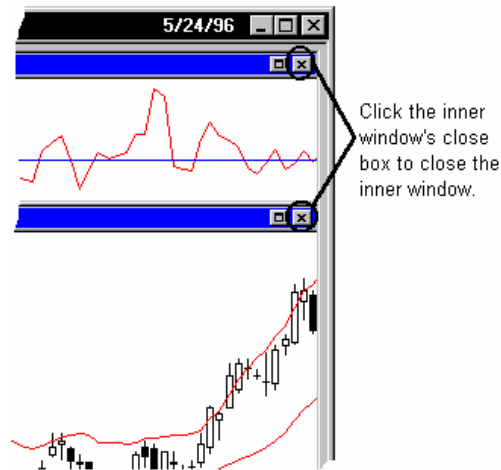 5/24/96
Click the inner
window's close
box to close the
inner window.